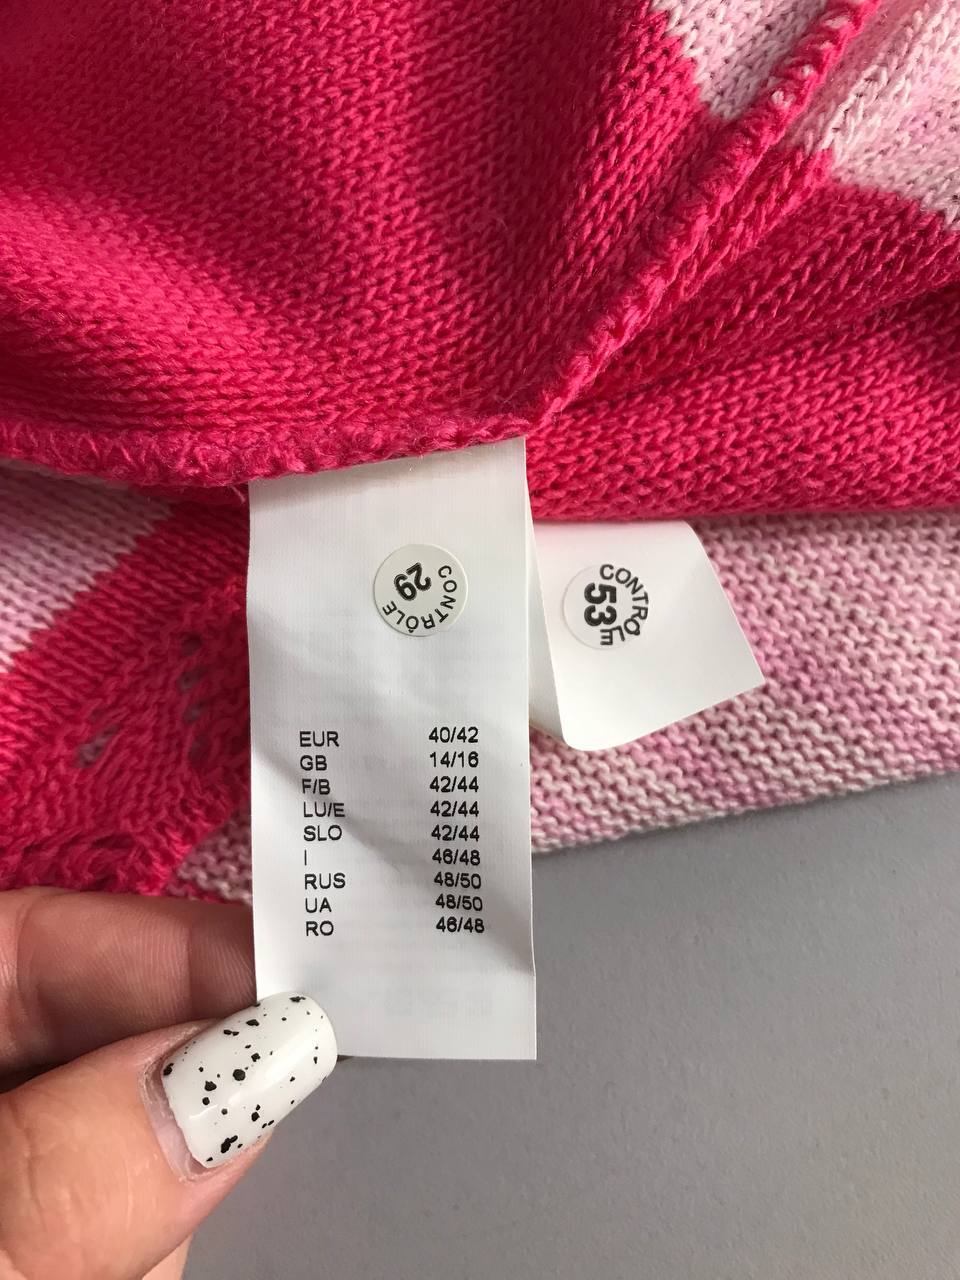 CONTRÔLE
29
CONTROLE
53
EUR 40/42
GB 14/16
F/B 42/44
LU/E 42/44
SLO 42/44
I 46/48
RUS 48/50
UA 48/50
RO 46/48